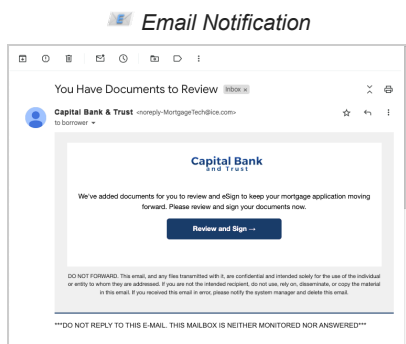 Email Notification
You Have Documents to Review Inbox ×
Capital Bank & Trust <noreply-MortgageTech@ice.com>
to borrower
Capital Bank
and Trust
We've added documents for you to review and eSign to keep your mortgage application moving
forward. Please review and sign your documents now.
Review and Sign →
DO NOT FORWARD. This email, and any files transmitted with it, are confidential and intended solely for the use of the individual
or entity to whom they are addressed. If you are not the intended recipient, do not use, rely on, disseminate, or copy the material
in this email. If you received this email in error, please notify the system manager and delete this email.
***DO NOT REPLY TO THIS E-MAIL. THIS MAILBOX IS NEITHER MONITORED NOR ANSWERED***